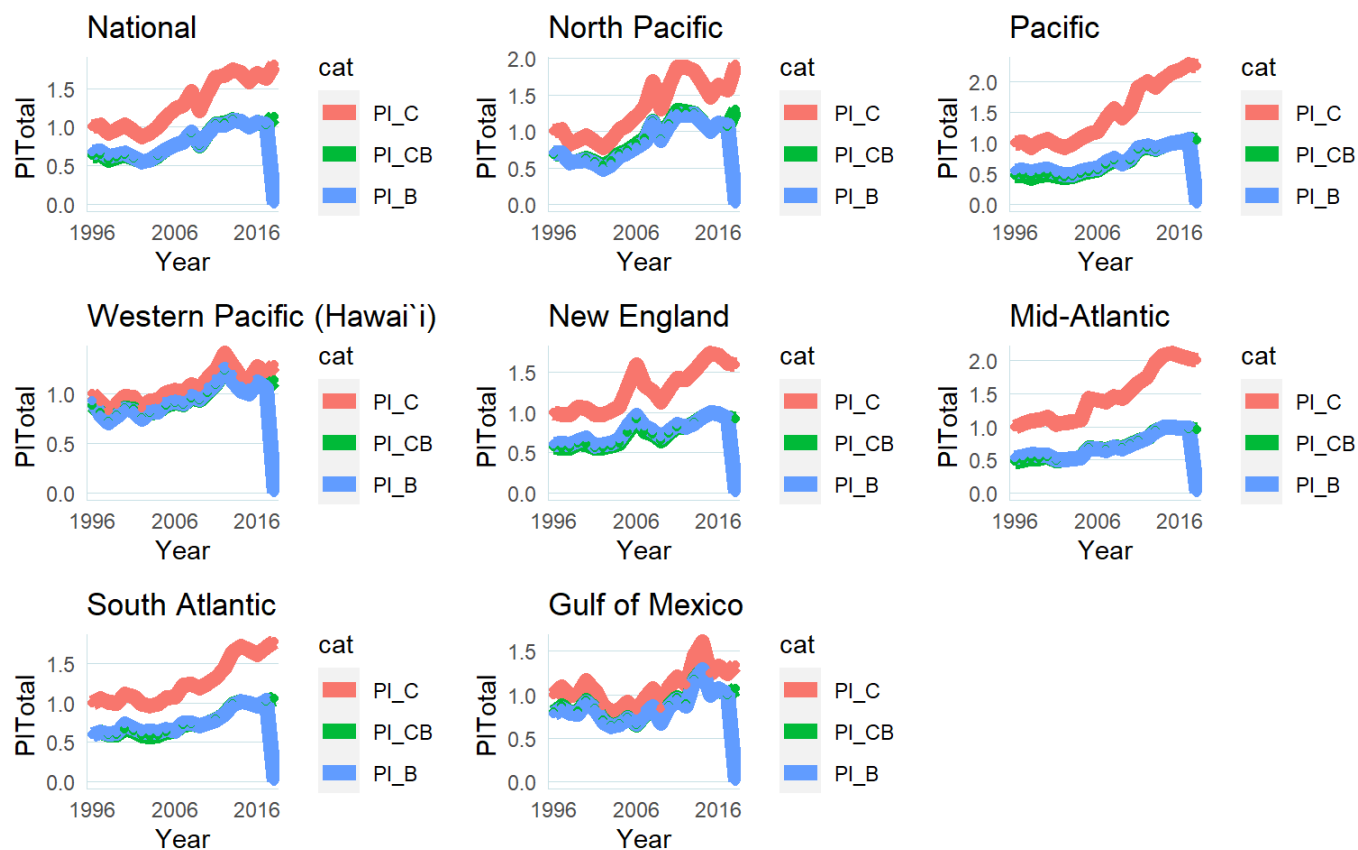 National
North Pacific
Pacific
PITotal
1.5
1.0
0.5
0.0
1996
2006
2016
Year
cat
PI_C
PI_CB
PI_B
PITotal
2.0
1.5
1.0
0.5
0.0
1996
2006
2016
Year
cat
PI_C
PI_CB
PI_B
PITotal
2.0
1.5
1.0
0.5
0.0
1996
2006
2016
Year
cat
PI_C
PI_CB
PI_B
Western Pacific (Hawai`i)
New England
Mid-Atlantic
PITotal
1.0
0.5
0.0
1996
2006
2016
Year
cat
PI_C
PI_CB
PI_B
PITotal
1.5
1.0
0.5
0.0
1996
2006
2016
Year
cat
PI_C
PI_CB
PI_B
PITotal
2.0
1.5
1.0
0.5
0.0
1996
2006
2016
Year
cat
PI_C
PI_CB
PI_B
South Atlantic
Gulf of Mexico
PITotal
1.5
1.0
0.5
0.0
1996
2006
2016
Year
cat
PI_C
PI_CB
PI_B
PITotal
1.5
1.0
0.5
0.0
1996
2006
2016
Year
cat
PI_C
PI_CB
PI_B